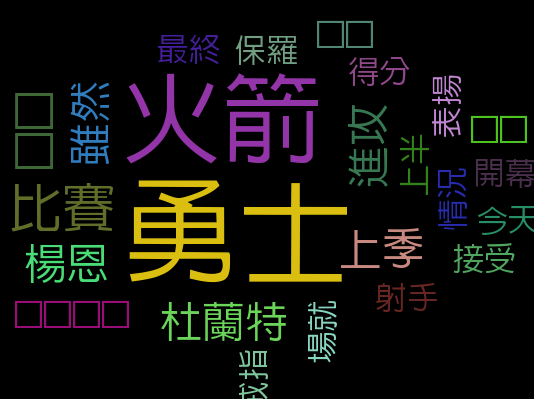 最終
保羅
得分
雖然
火箭
表揚
進攻
上半
比賽
勇士
情況
開幕
今天
楊恩
上季
接受
杜蘭特
射手
場就
我指